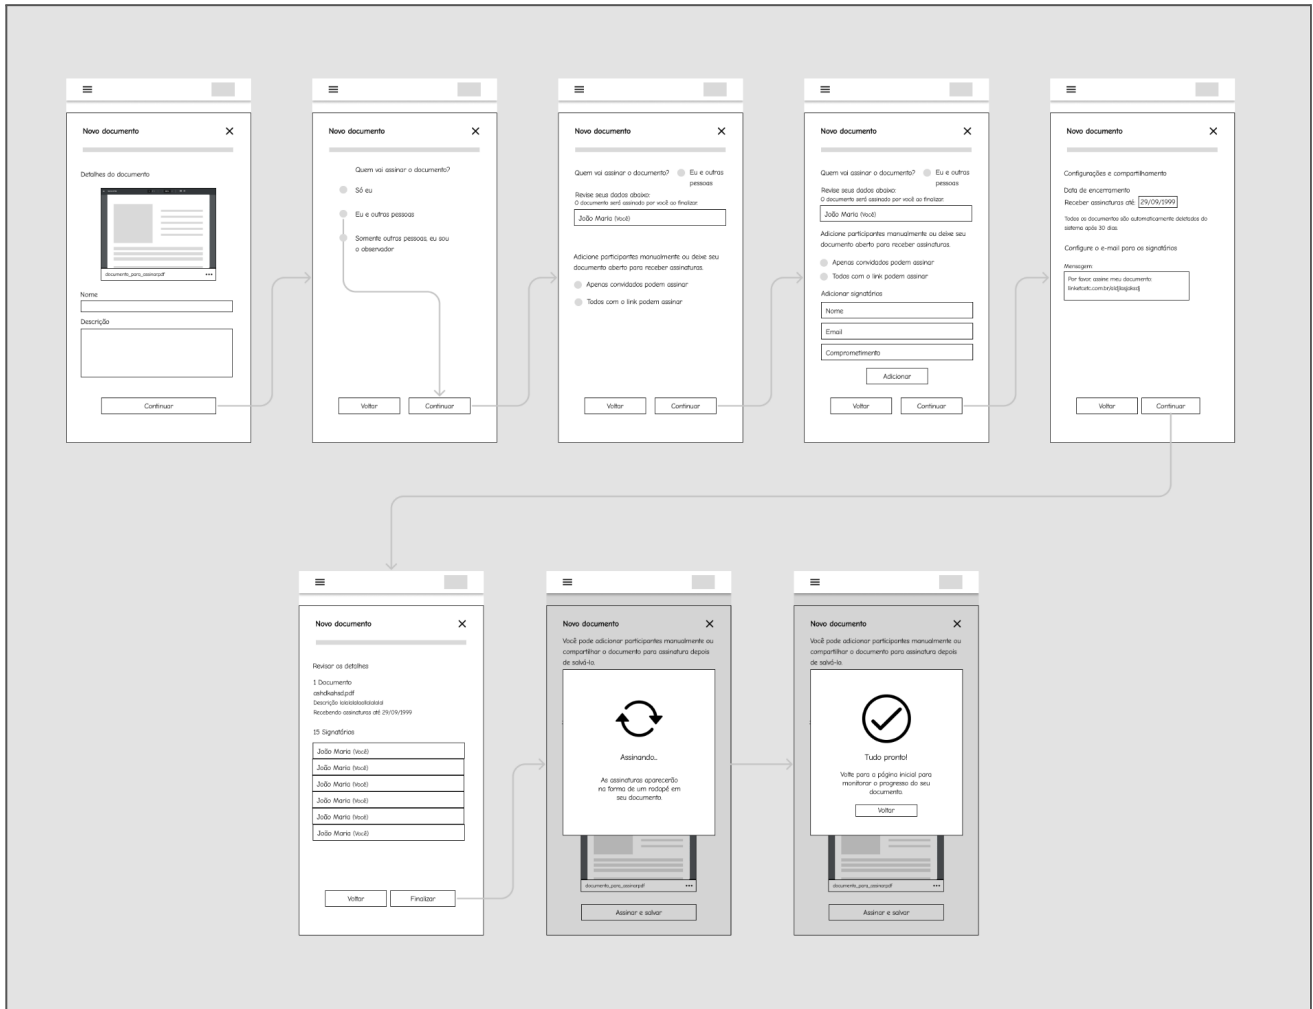 Novo documento
Detalhes do documento
documento_para_assinar.pdf
Nome
Descrição
Continuar
Novo documento
Quem vai assinar o documento?
Só eu
Eu e outras pessoas
Somente outras pessoas, eu sou
o observador
Voltar
Continuar
Novo documento
Quem vai assinar o documento?
Eu e outras
pessoas
Revise seus dados abaixo:
O documento será assinado por você ao finalizar.
João Maria (Você)
Adicione participantes manualmente ou deixe seu
documento aberto para receber assinaturas.
Apenas convidados podem assinar
Todos com o link podem assinar
Voltar
Continuar
Novo documento
Quem vai assinar o documento?
Eu e outras
pessoas
Revise seus dados abaixo:
O documento será assinado por você ao finalizar.
João Maria (Você)
Adicione participantes manualmente ou deixe seu
documento aberto para receber assinaturas.
Apenas convidados podem assinar
Todos com o link podem assinar
Adicionar signatários
Nome
Email
Comprometimento
Adicionar
Voltar
Continuar
Novo documento
Configurações e compartilhamento
Data de encerramento
Receber assinaturas até: 29/09/1999
Todos os documentos são automaticamente deletados do
sistema após 30 dias.
Configure o e-mail para os signatários
Mensagem:
Por favor, assine meu documento:
Voltar
Continuar
Novo documento
Revisar os detalhes
1 Documento
ashdkahsd.pdf
Descrição
Recebendo assinaturas até 29/09/1999
15 Signatários
João Maria (Você)
João Maria (Você)
João Maria (Você)
João Maria (Você)
João Maria (Você)
João Maria (Você)
Voltar
Finalizar
Novo documento
Você pode adicionar participantes manualmente ou
compartilhar o documento para assinatura depois
de salvá-lo.
Assinando...
As assinaturas aparecerão
na forma de um rodapé em
seu documento.
documento_para_assinar.pdf
Assinar e salvar
Novo documento
Você pode adicionar participantes manualmente ou
compartilhar o documento para assinatura depois
de salvá-lo.
Tudo pronto!
Volte para a página inicial para
monitorar o progresso do seu
documento.
Voltar
documento_para_assinar.pdf
Assinar e salvar